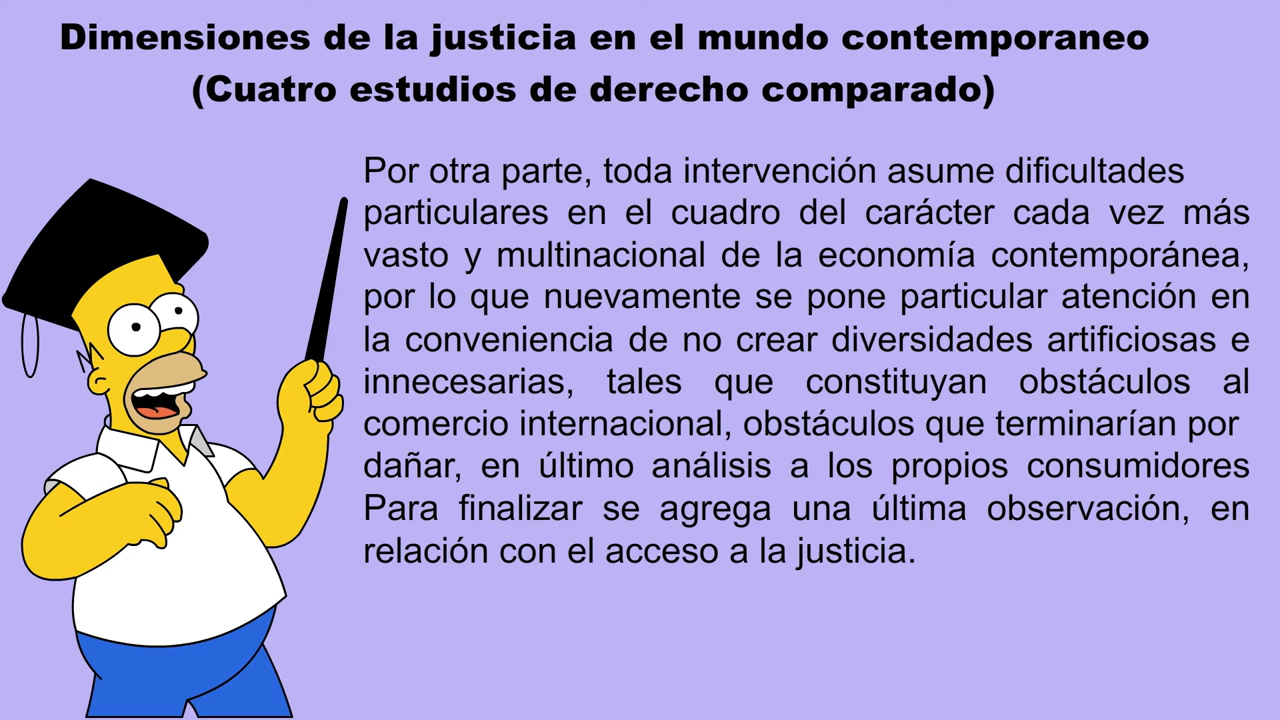 Dimensiones de la justicia en el mundo contemporaneo
(Cuatro estudios de derecho comparado)
Por otra parte, toda intervención asume dificultades
particulares en el cuadro del carácter cada vez más
vasto y multinacional de la economía contemporánea,
por lo que nuevamente se pone particular atención en
la conveniencia de no crear diversidades artificiosas e
innecesarias, tales que constituyan obstáculos al
comercio internacional, obstáculos que terminarían por
dañar, en último análisis a los propios consumidores
Para finalizar se agrega una última observación, en
relación con el acceso a la justicia.